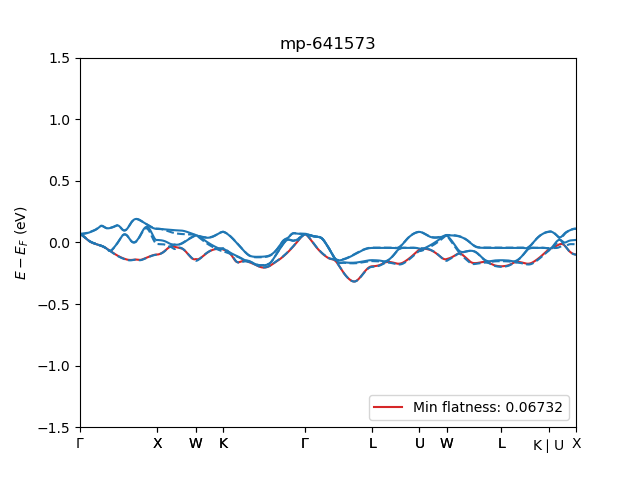 mp-641573
E − E_F (eV)
1.5
1.0
0.5
0.0
−0.5
−1.0
−1.5
Min flatness: 0.06732
Γ X W K Γ L U W L K | U X